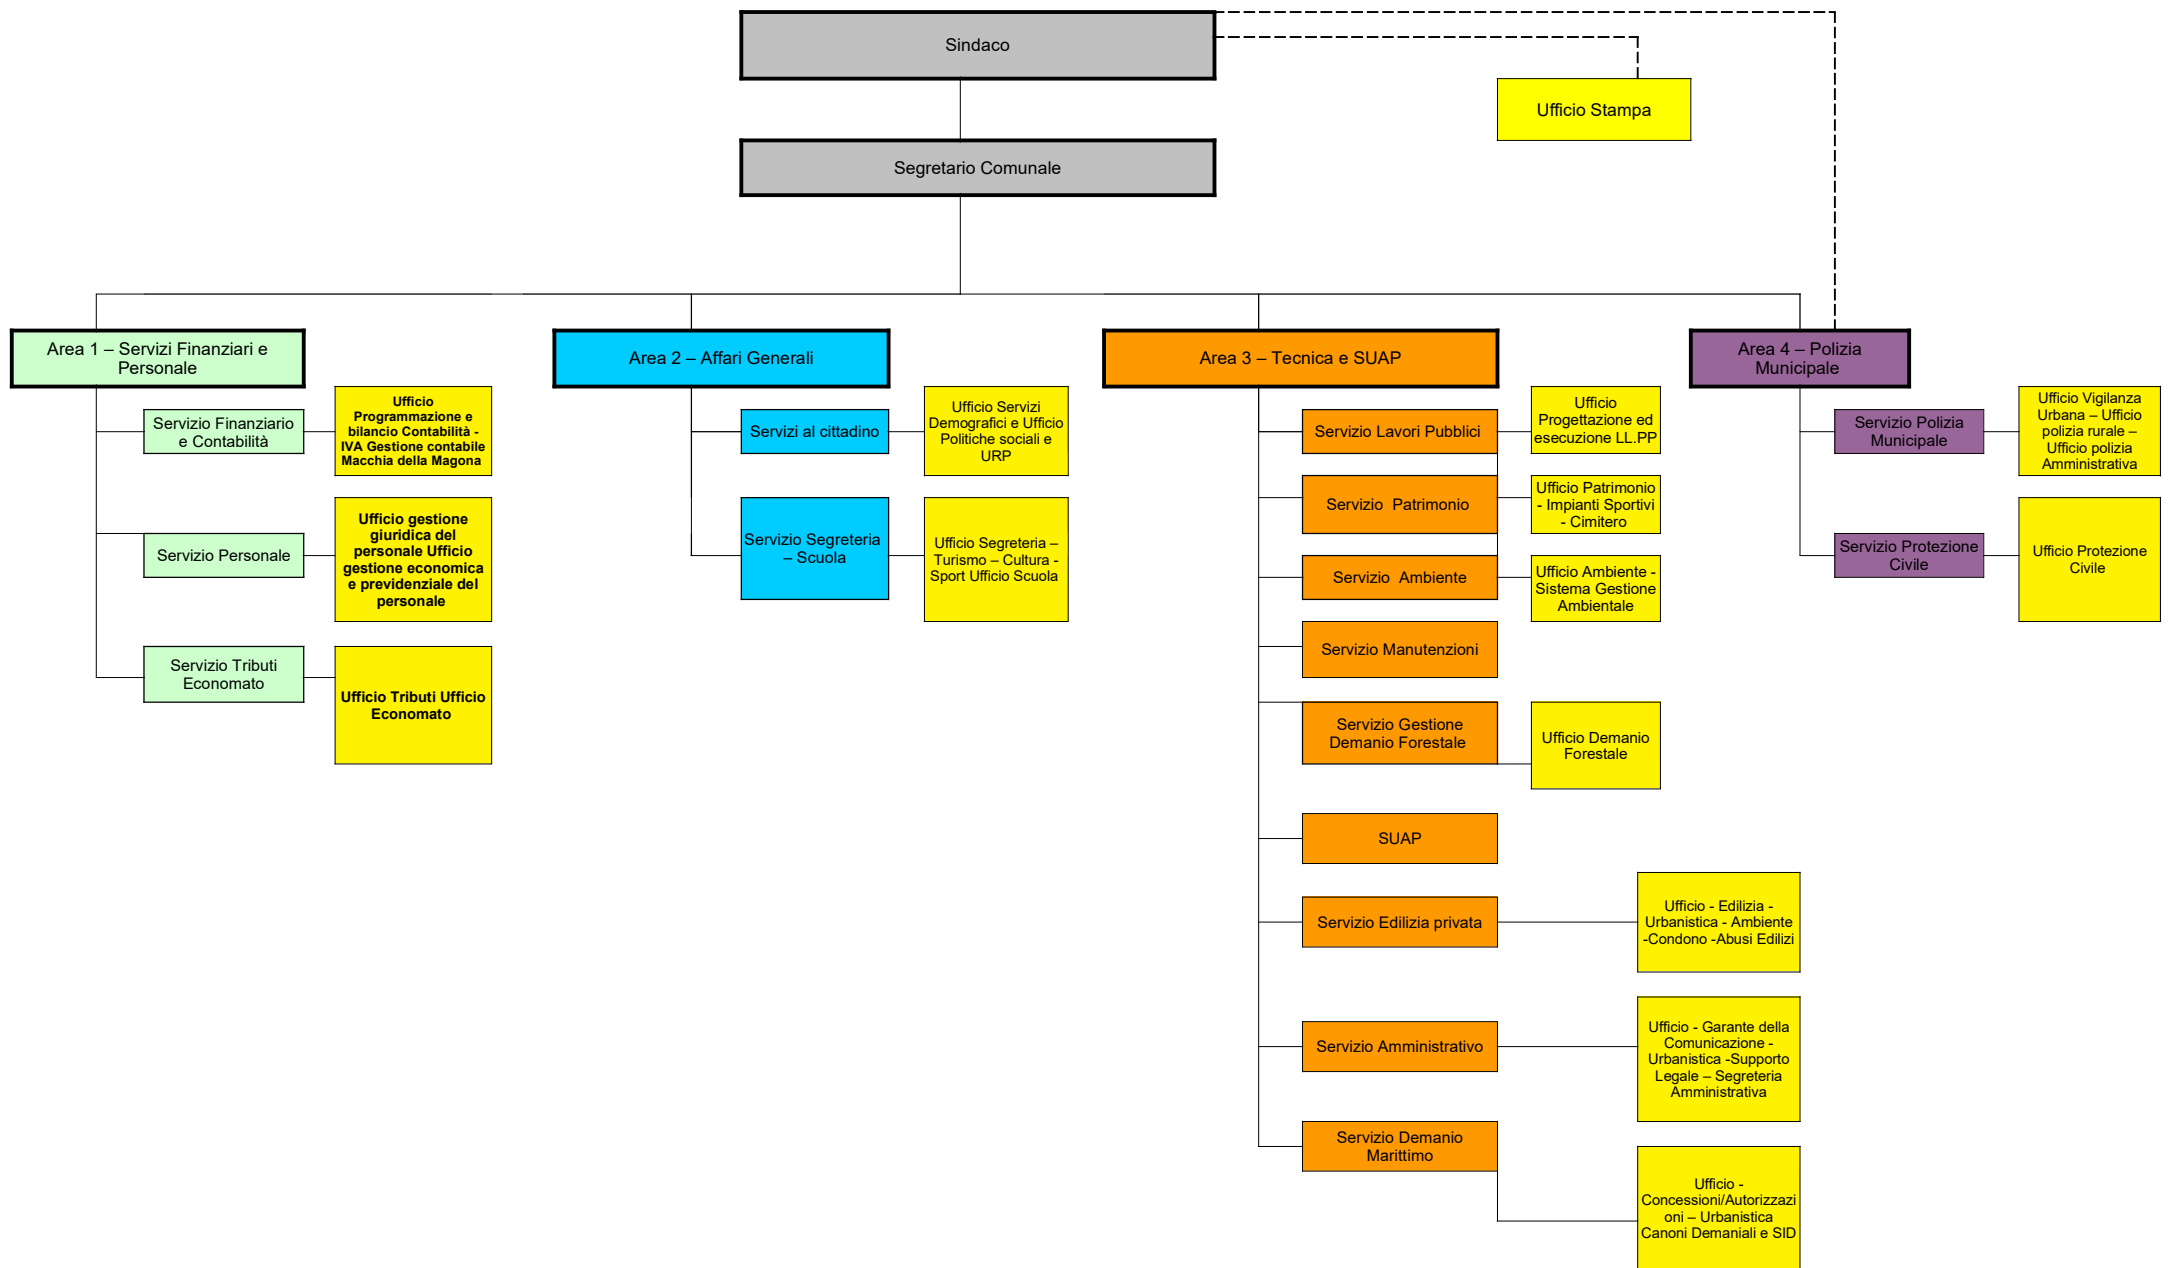 Sindaco
Ufficio Stampa
Segretario Comunale
Area 1 – Servizi Finanziari e
Personale
Area 2 – Affari Generali
Area 3 – Tecnica e SUAP
Area 4 – Polizia
Municipale
Servizio Finanziario
e Contabilità
Ufficio
Programmazione e
bilancio Contabilità -
IVA Gestione contabile
Macchia della Magona
Servizi al cittadino
Ufficio Servizi
Demografici e Ufficio
Politiche sociali e
URP
Servizio Lavori Pubblici
Ufficio
Progettazione ed
esecuzione LL.PP
Servizio Polizia
Municipale
Ufficio Vigilanza
Urbana – Ufficio
polizia rurale –
Ufficio polizia
Amministrativa
Servizio Patrimonio
Ufficio Patrimonio
- Impianti Sportivi
- Cimitero
Servizio Personale
Ufficio gestione
giuridica del
personale Ufficio
gestione economica
e previdenziale del
personale
Servizio Segreteria
– Scuola
Ufficio Segreteria –
Turismo – Cultura -
Sport Ufficio Scuola
Servizio Ambiente
Ufficio Ambiente -
Sistema Gestione
Ambientale
Servizio Protezione
Civile
Ufficio Protezione
Civile
Servizio Manutenzioni
Servizio Tributi
Economato
Ufficio Tributi Ufficio
Economato
Servizio Gestione
Demanio Forestale
Ufficio Demanio
Forestale
SUAP
Servizio Edilizia privata
Ufficio - Edilizia -
Urbanistica - Ambiente
-Condono -Abusi Edilizi
Servizio Amministrativo
Ufficio - Garante della
Comunicazione -
Urbanistica -Supporto
Legale – Segreteria
Amministrativa
Servizio Demanio
Marittimo
Ufficio -
Concessioni/Autorizzazi
oni – Urbanistica
Canoni Demaniali e SID